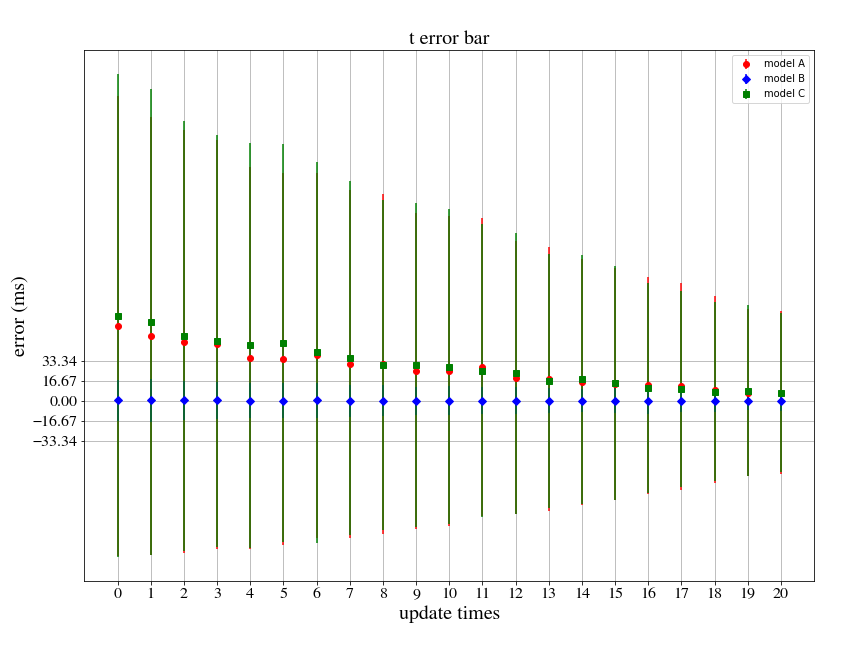 t error bar
model A
model B
model C
error (ms)
33.34
16.67
0.00
−16.67
−33.34
0 1 2 3 4 5 6 7 8 9 10 11 12 13 14 15 16 17 18 19 20
update times